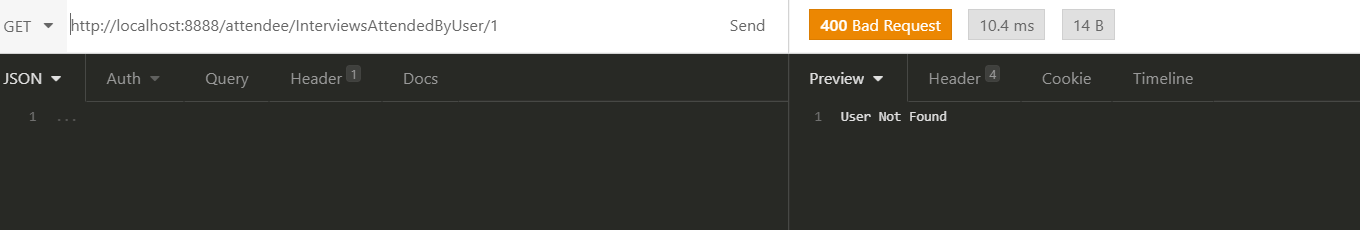 GET http://localhost:8888/attendee/InterviewsAttendedByUser/1 Send 400 Bad Request 10.4 ms 14 B
JSON Auth Query Header 1 Docs Preview Header 4 Cookie Timeline
1 ... 1 User Not Found